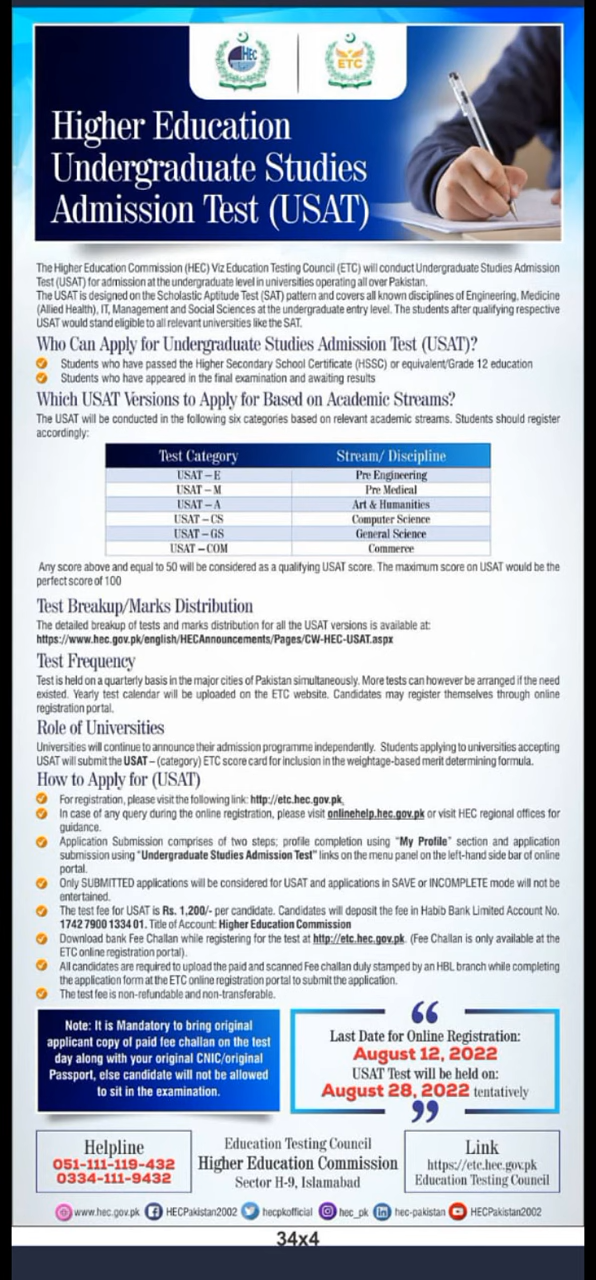 HEC
ETC
Higher Education
Undergraduate Studies
Admission Test (USAT)
The Higher Education Commission (HEC) Viz Education Testing Council (ETC) will conduct Undergraduate Studies Admission
Test (USAT) for admission at the undergraduate level in universities operating all over Pakistan.
The USAT is designed on the Scholastic Aptitude Test (SAT) pattern and covers all known disciplines of Engineering, Medicine
(Allied Health), IT, Management and Social Sciences at the undergraduate entry level. The students after qualifying respective
USAT would stand eligible to all relevant universities like the SAT.
Who Can Apply for Undergraduate Studies Admission Test (USAT)?
Students who have passed the Higher Secondary School Certificate (HSSC) or equivalent/Grade 12 education
Students who have appeared in the final examination and awaiting results
Which USAT Versions to Apply for Based on Academic Streams?
The USAT will be conducted in the following six categories based on relevant academic streams. Students should register
accordingly:
Test Category Stream/ Discipline
USAT – E Pre Engineering
USAT – M Pre Medical
USAT – A Art & Humanities
USAT – CS Computer Science
USAT – GS General Science
USAT – COM Commerce
Any score above and equal to 50 will be considered as a qualifying USAT score. The maximum score on USAT would be the
perfect score of 100
Test Breakup/Marks Distribution
The detailed breakup of tests and marks distribution for all the USAT versions is available at:
https://www.hec.gov.pk/english/HECAnnouncements/Pages/CW-HEC-USAT.aspx
Test Frequency
Test is held on a quarterly basis in the major cities of Pakistan simultaneously. More tests can however be arranged if the need
existed. Yearly test calendar will be uploaded on the ETC website. Candidates may register themselves through online
registration portal.
Role of Universities
Universities will continue to announce their admission programme independently. Students applying to universities accepting
USAT will submit the USAT – (category) ETC score card for inclusion in the weightage-based merit determining formula.
How to Apply for (USAT)
For registration, please visit the following link: http://etc.hec.gov.pk,
In case of any query during the online registration, please visit onlinehelp.hec.gov.pk or visit HEC regional offices for
guidance.
Application Submission comprises of two steps; profile completion using "My Profile" section and application
submission using "Undergraduate Studies Admission Test" links on the menu panel on the left-hand side bar of online
portal.
Only SUBMITTED applications will be considered for USAT and applications in SAVE or INCOMPLETE mode will not be
entertained.
The test fee for USAT is Rs. 1,200/- per candidate. Candidates will deposit the fee in Habib Bank Limited Account No.
1742 7900 1334 01. Title of Account: Higher Education Commission
Download bank Fee Challan while registering for the test at http://etc.hec.gov.pk. (Fee Challan is only available at the
ETC online registration portal).
All candidates are required to upload the paid and scanned Fee challan duly stamped by an HBL branch while completing
the application form at the ETC online registration portal to submit the application.
The test fee is non-refundable and non-transferable.
Note: It is Mandatory to bring original
applicant copy of paid fee challan on the test
day along with your original CNIC/original
Passport, else candidate will not be allowed
to sit in the examination.
“
Last Date for Online Registration:
August 12, 2022
USAT Test will be held on:
August 28, 2022 tentatively
”
Helpline
051-111-119-432
0334-111-9432
Education Testing Council
Higher Education Commission
Sector H-9, Islamabad
Link
https://etc.hec.gov.pk
Education Testing Council
www.hec.gov.pk HECPakistan2002 hecpkofficial hec_pk hec-pakistan HECPakistan2002
34x4